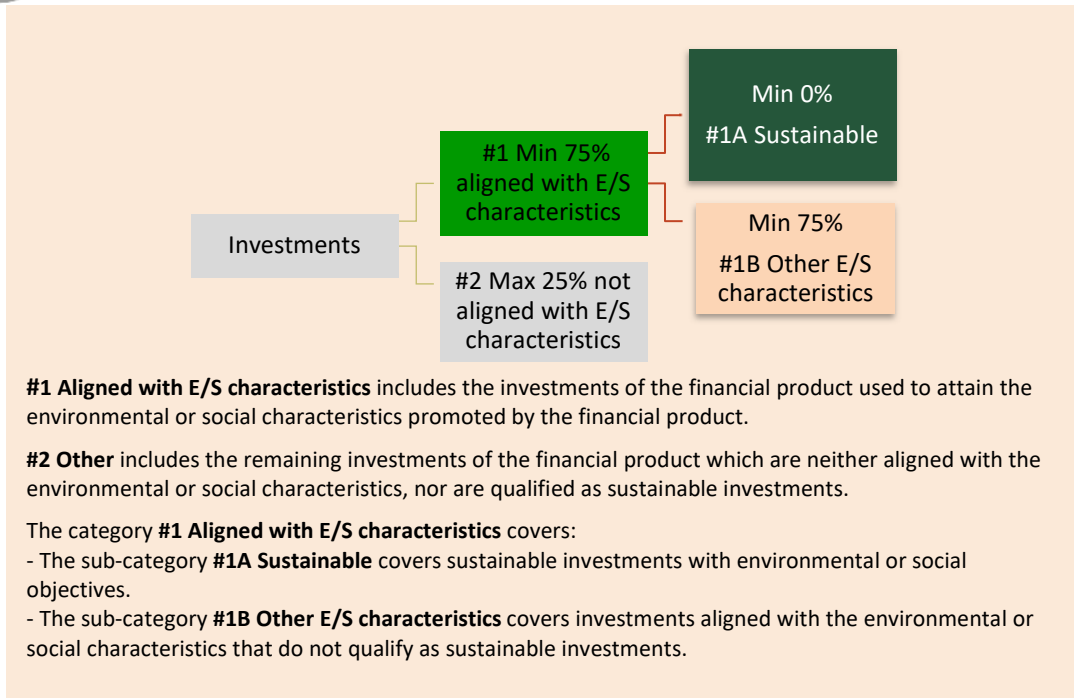 Min 0%
#1A Sustainable
#1 Min 75%
aligned with E/S
characteristics
Min 75%
#1B Other E/S
characteristics
Investments
#2 Max 25% not
aligned with E/S
characteristics
#1 Aligned with E/S characteristics includes the investments of the financial product used to attain the
environmental or social characteristics promoted by the financial product.
#2 Other includes the remaining investments of the financial product which are neither aligned with the
environmental or social characteristics, nor are qualified as sustainable investments.
The category #1 Aligned with E/S characteristics covers:
- The sub-category #1A Sustainable covers sustainable investments with environmental or social
objectives.
- The sub-category #1B Other E/S characteristics covers investments aligned with the environmental or
social characteristics that do not qualify as sustainable investments.